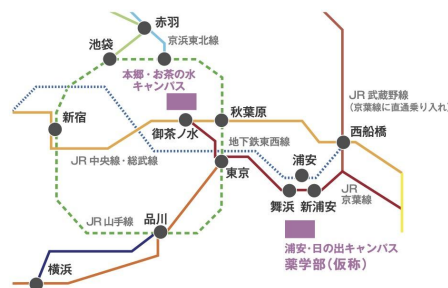 赤羽
池袋
京浜東北線
本郷・お茶の水
キャンパス
JR 武蔵野線
(京葉線に直通乗り入れ)
新宿
秋葉原
御茶ノ水
地下鉄東西線
西船橋
JR 中央線・総武線
東京
浦安
舞浜
新浦安
JR
京葉線
JR 山手線
品川
浦安・日の出キャンパス
薬学部(仮称)
横浜